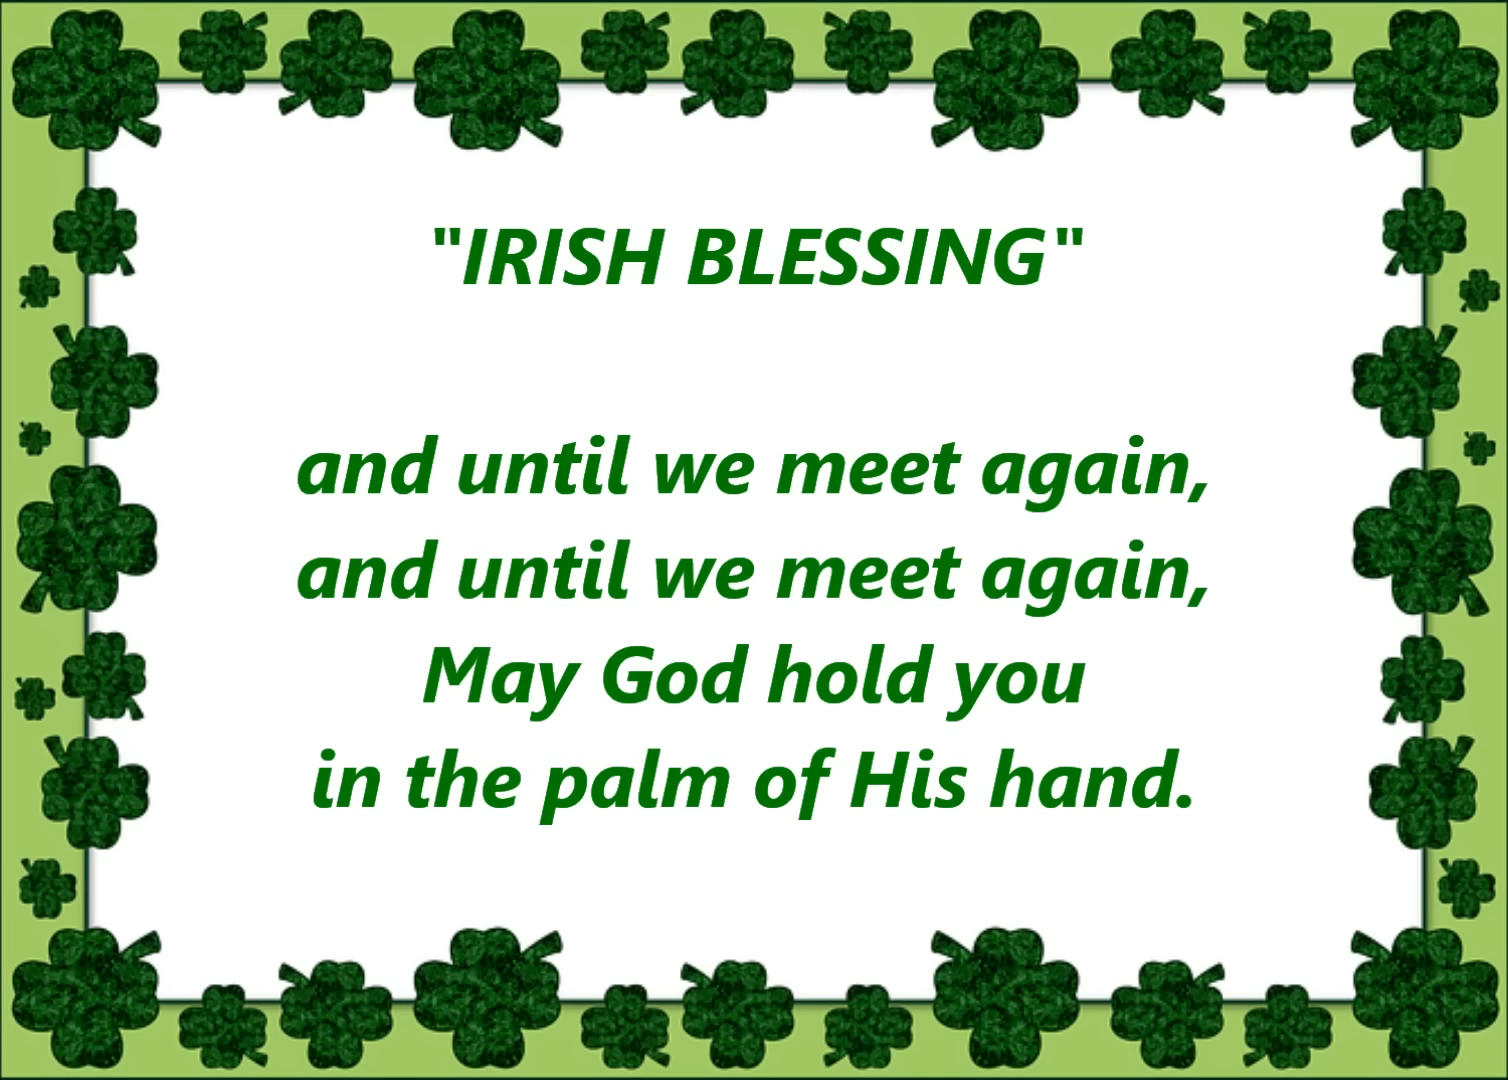 "IRISH BLESSING"
and until we meet again,
and until we meet again,
May God hold you
in the palm of His hand.